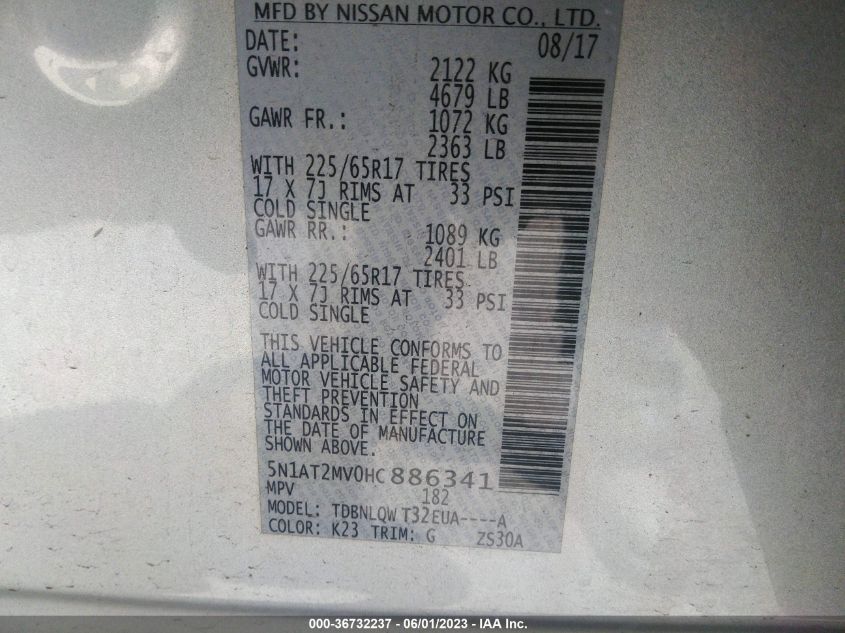 MFD BY NISSAN MOTOR CO., LTD.
DATE: 08/17
GVWR: 2122 KG
4679 LB
GAWR FR.: 1072 KG
2363 LB
WITH 225/65R17 TIRES
17 X 7J RIMS AT 33 PSI
COLD SINGLE
GAWR RR.: 1089 KG
2401 LB
WITH 225/65R17 TIRES
17 X 7J RIMS AT 33 PSI
COLD SINGLE
THIS VEHICLE CONFORMS TO
ALL APPLICABLE FEDERAL
MOTOR VEHICLE SAFETY AND
THEFT PREVENTION
STANDARDS IN EFFECT ON
THE DATE OF MANUFACTURE
SHOWN ABOVE.
5N1AT2MV0HC886341
MPV 182
MODEL: TDBNLQW T32EUA----A
COLOR: K23 TRIM: G ZS30A
000-36732237 - 06/01/2023 - IAA Inc.